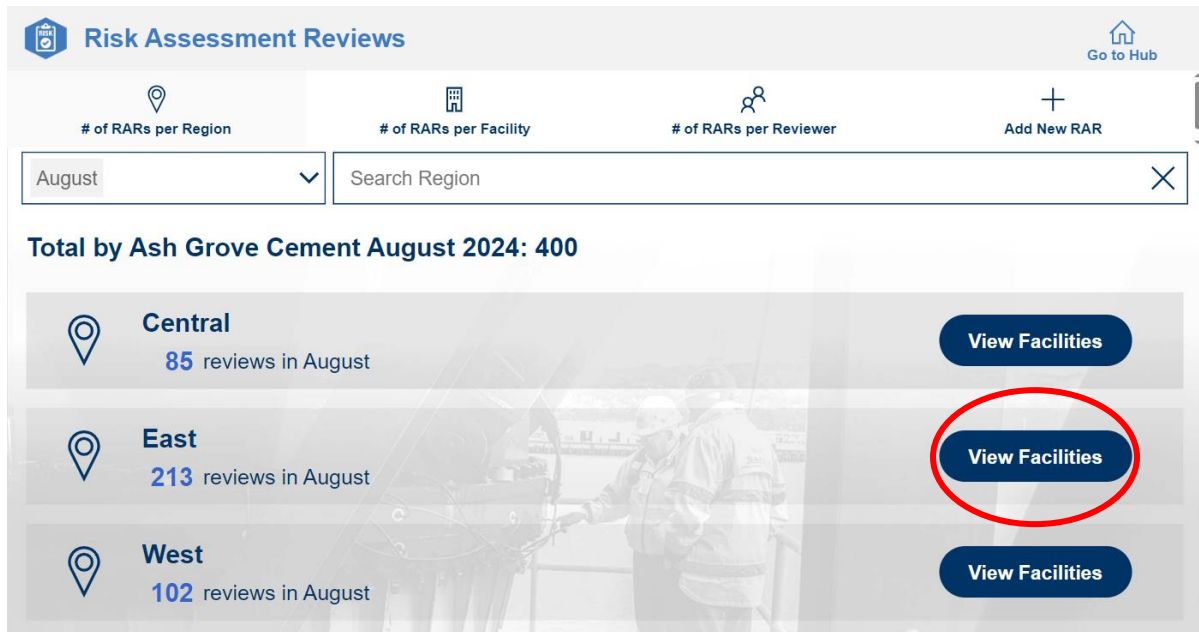 RISK
Risk Assessment Reviews
Go to Hub
# of RARs per Region
# of RARs per Facility
# of RARs per Reviewer
Add New RAR
August
Search Region
Total by Ash Grove Cement August 2024: 400
Central
85 reviews in August
View Facilities
East
213 reviews in August
View Facilities
West
102 reviews in August
View Facilities